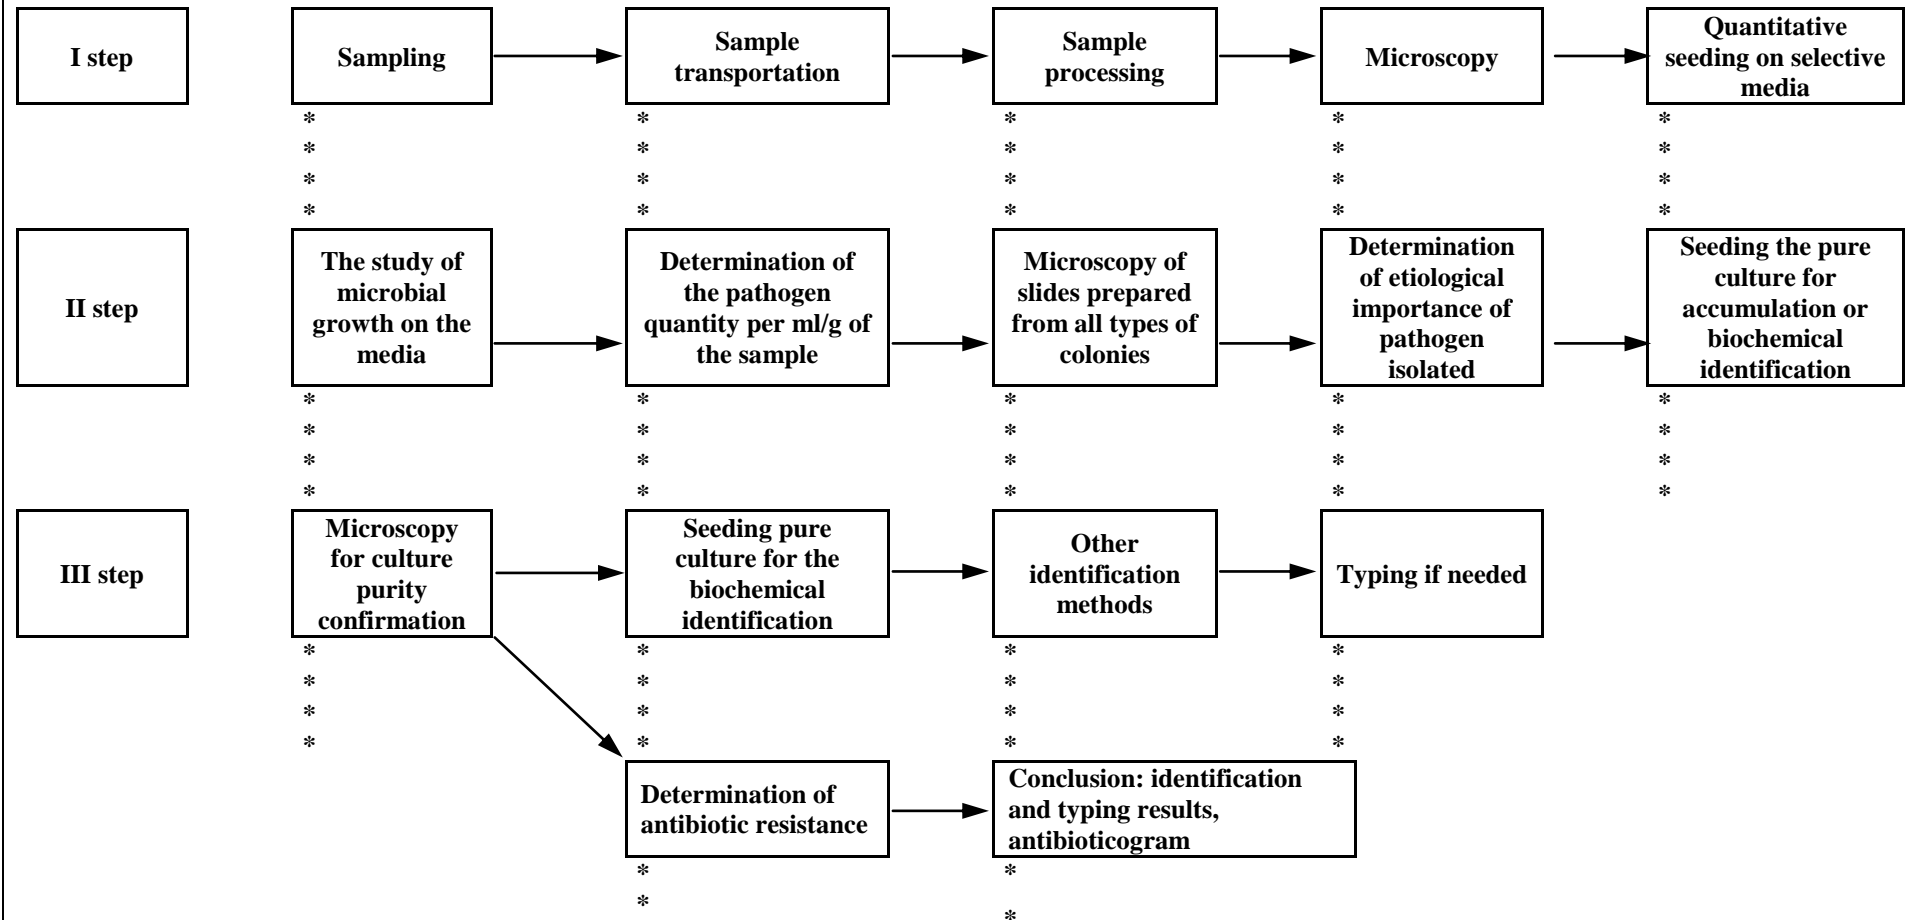 I step
Sampling
Sample
transportation
Sample
processing
Microscopy
Quantitative
seeding on selective
media
* * * * *
* * * * *
* * * * *
* * * * *
II step
The study of
microbial
growth on the
media
Determination of
the pathogen
quantity per ml/g of
the sample
Microscopy of
slides prepared
from all types of
colonies
Determination
of etiological
importance of
pathogen
isolated
Seeding the pure
culture for
accumulation or
biochemical
identification
* * * * *
* * * * *
* * * * *
* * * * *
III step
Microscopy
for culture
purity
confirmation
Seeding pure
culture for the
biochemical
identification
Other
identification
methods
Typing if needed
* * * *
* * * *
* * * *
* * * *
Determination of
antibiotic resistance
Conclusion: identification
and typing results,
antibioticogram
* *
*
*